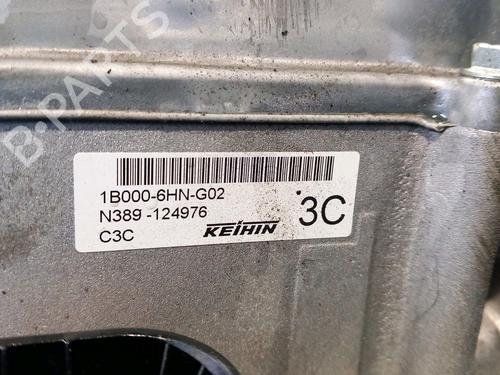 B-PARTS
1B000-6HN-G02
N389 -124976
C3C
KEIHIN
3C